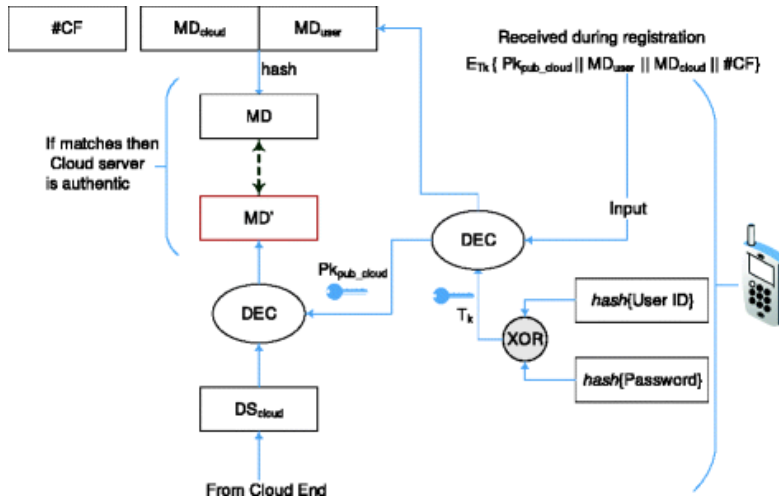 #CF
MDcloud
MDuser
Received during registration
ETk { Pkpub_cloud || MDuser || MDcloud || #CF}
hash
MD
If matches then
Cloud server
is authentic
MD'
Input
DEC
Pkpub_cloud
DEC
Tk
hash{User ID}
XOR
hash{Password}
DScloud
From Cloud End